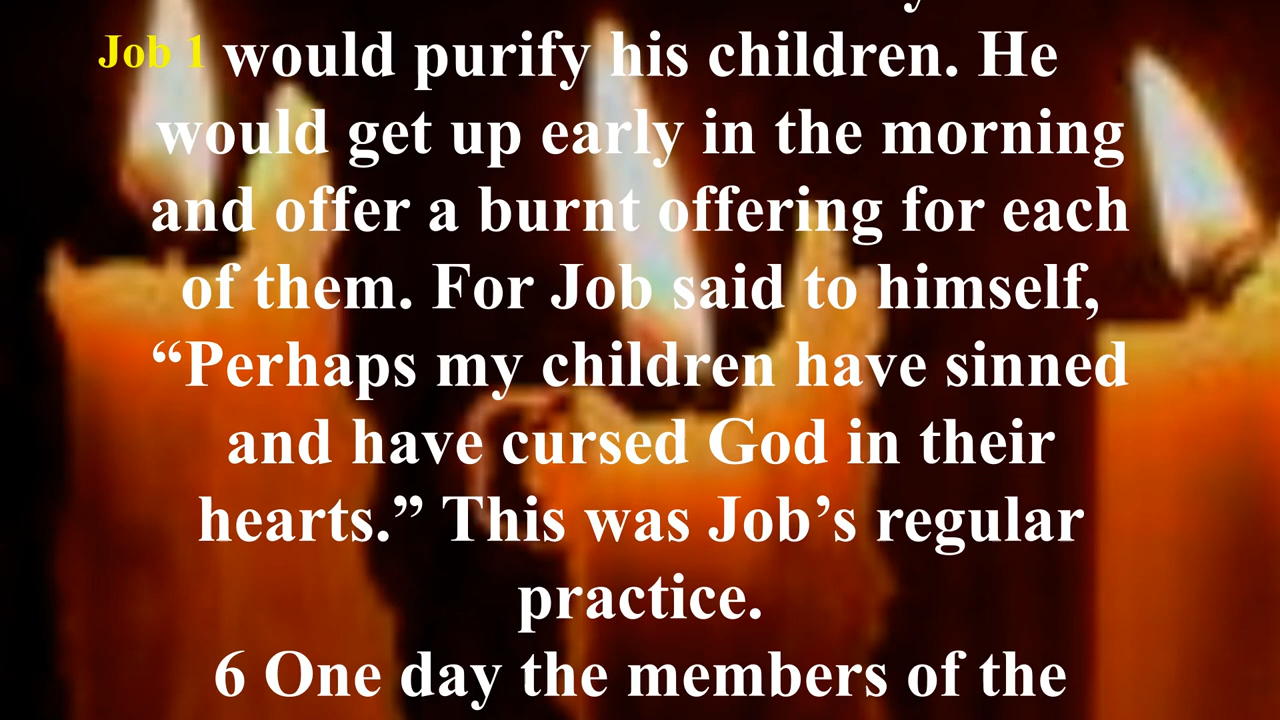 Job 1
would purify his children. He
would get up early in the morning
and offer a burnt offering for each
of them. For Job said to himself,
“Perhaps my children have sinned
and have cursed God in their
hearts.” This was Job’s regular
practice.
6 One day the members of the